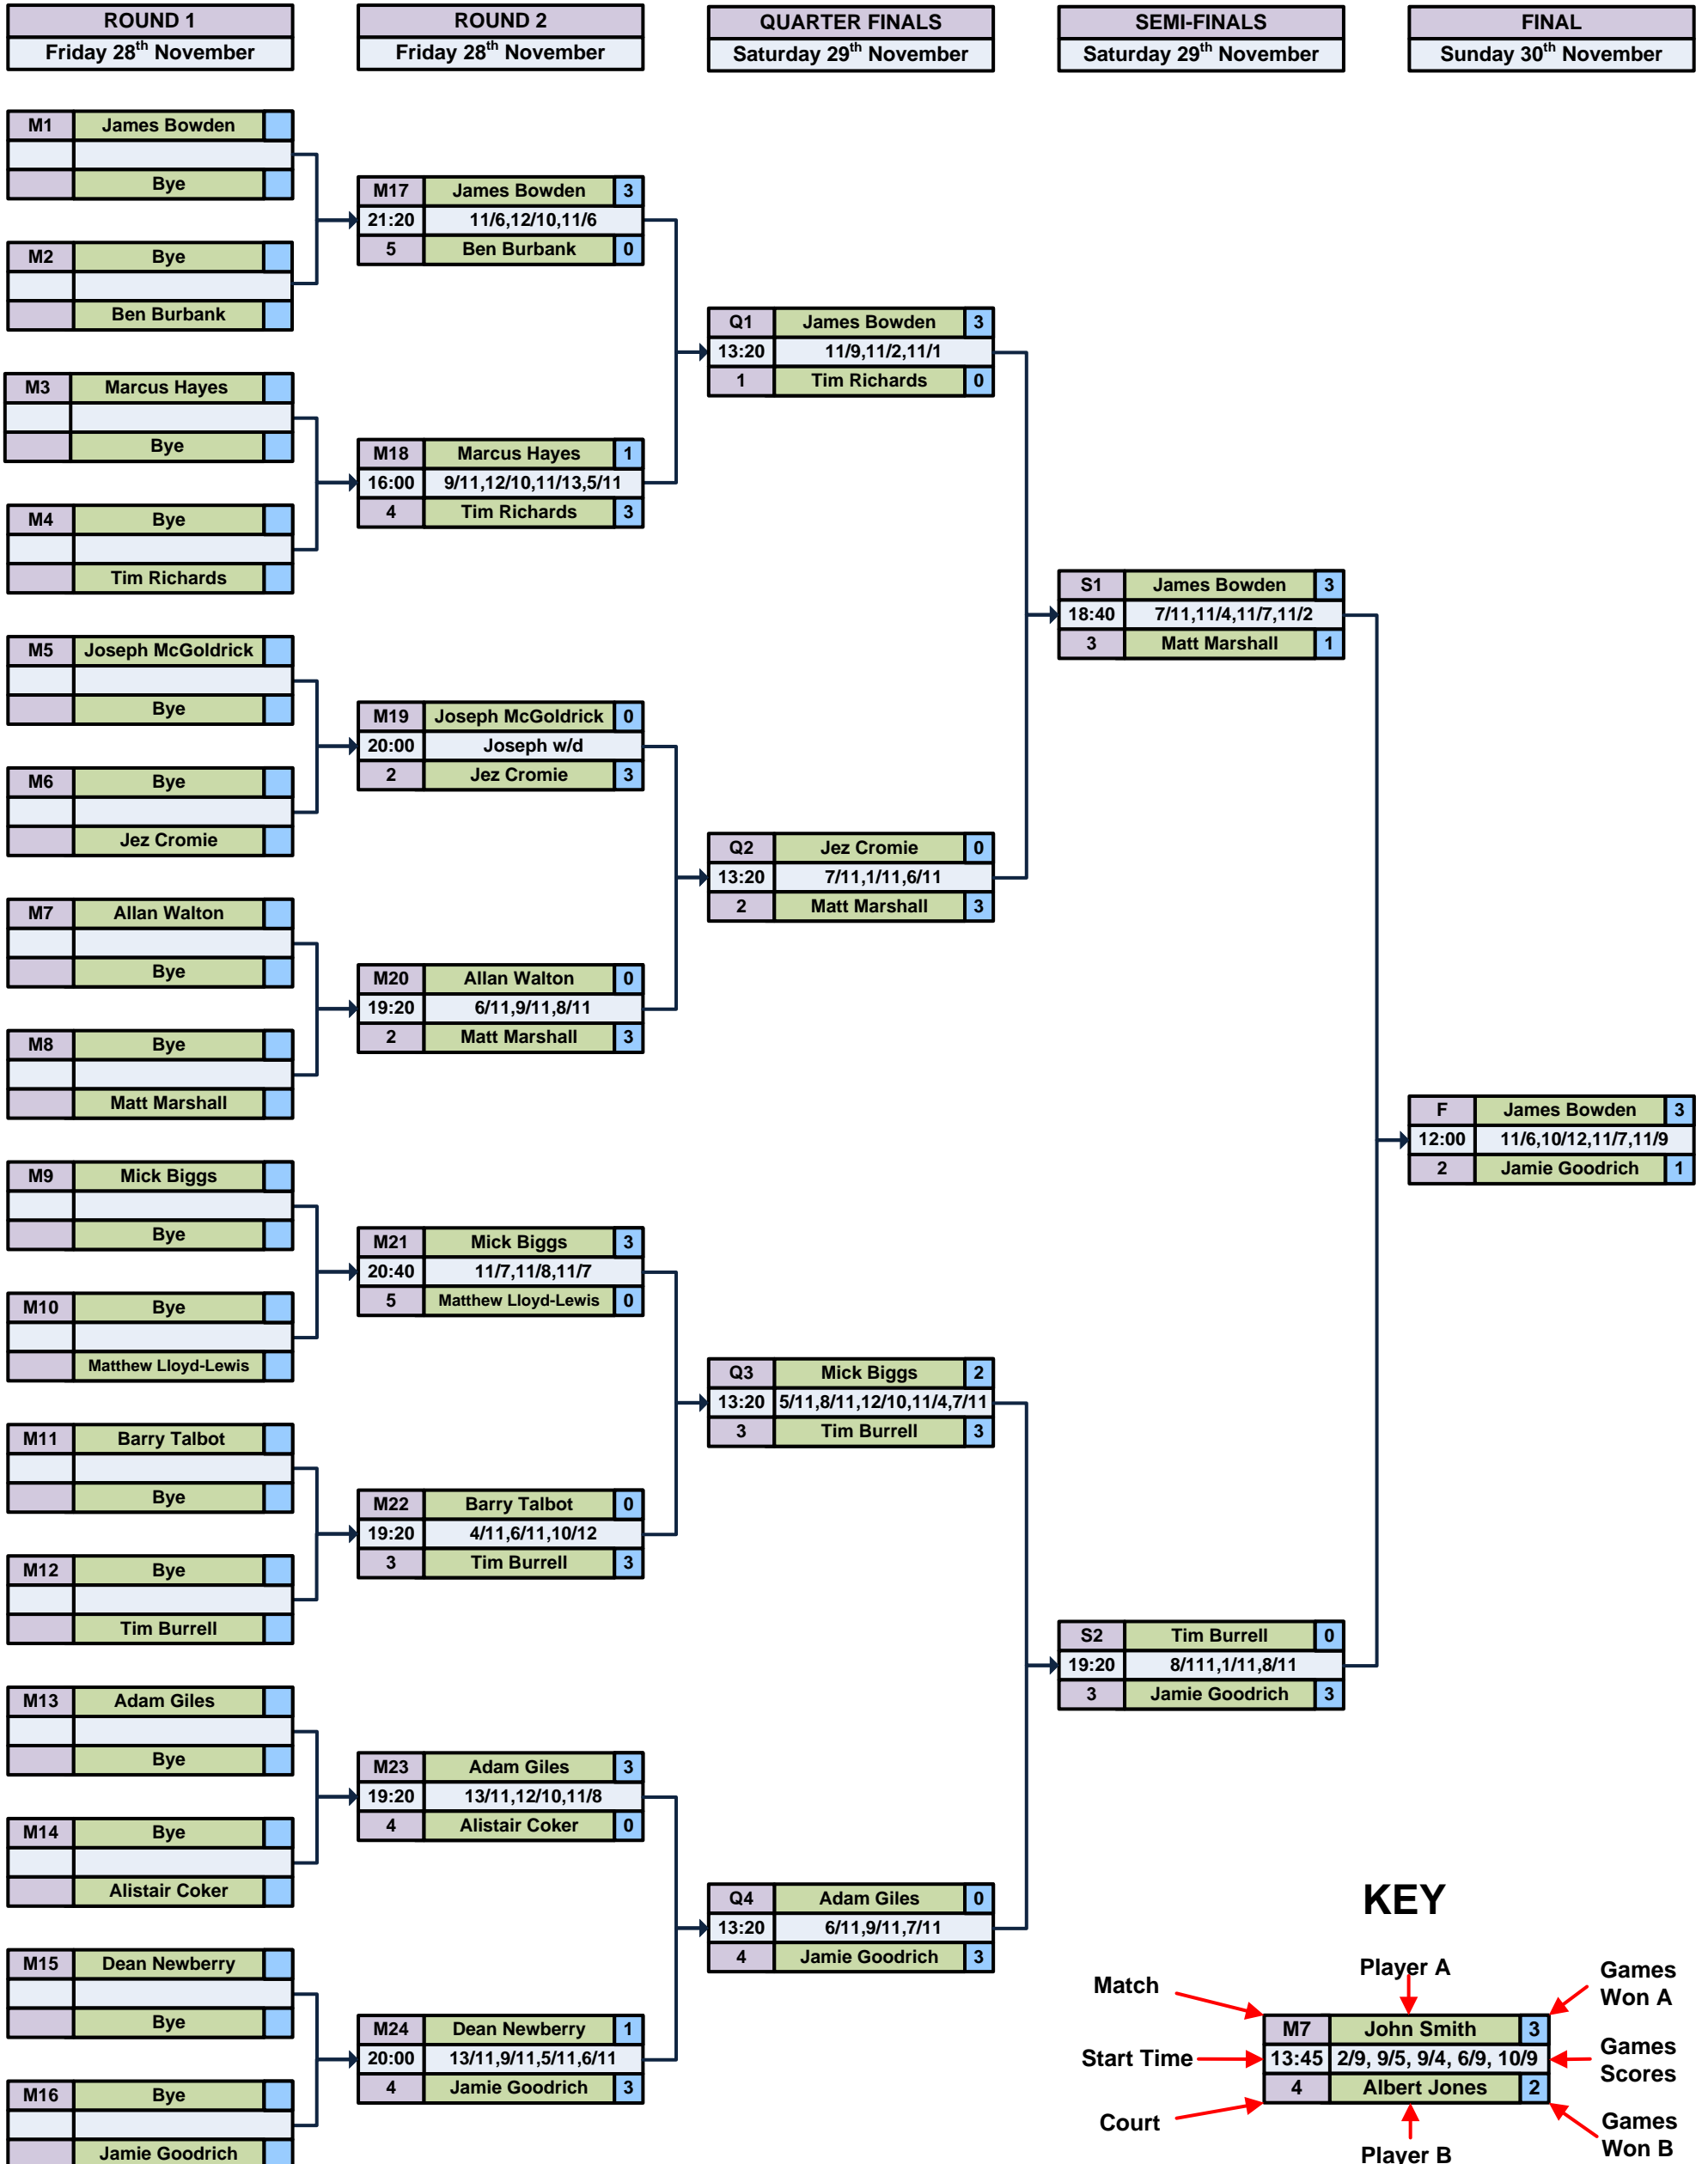 ROUND 1
Friday 28th November
ROUND 2
Friday 28th November
QUARTER FINALS
Saturday 29th November
SEMI-FINALS
Saturday 29th November
FINAL
Sunday 30th November
M1 James Bowden
Bye
M2 Bye
Ben Burbank
M3 Marcus Hayes
Bye
M4 Bye
Tim Richards
M5 Joseph McGoldrick
Bye
M6 Bye
Jez Cromie
M7 Allan Walton
Bye
M8 Bye
Matt Marshall
M9 Mick Biggs
Bye
M10 Bye
Matthew Lloyd-Lewis
M11 Barry Talbot
Bye
M12 Bye
Tim Burrell
M13 Adam Giles
Bye
M14 Bye
Alistair Coker
M15 Dean Newberry
Bye
M16 Bye
Jamie Goodrich
M17 James Bowden 3
21:20 11/6,12/10,11/6
5 Ben Burbank 0
M18 Marcus Hayes 1
16:00 9/11,12/10,11/13,5/11
4 Tim Richards 3
M19 Joseph McGoldrick 0
20:00 Joseph w/d
2 Jez Cromie 3
M20 Allan Walton 0
19:20 6/11,9/11,8/11
2 Matt Marshall 3
M21 Mick Biggs 3
20:40 11/7,11/8,11/7
5 Matthew Lloyd-Lewis 0
M22 Barry Talbot 0
19:20 4/11,6/11,10/12
3 Tim Burrell 3
M23 Adam Giles 3
19:20 13/11,12/10,11/8
4 Alistair Coker 0
M24 Dean Newberry 1
20:00 13/11,9/11,5/11,6/11
4 Jamie Goodrich 3
Q1 James Bowden 3
13:20 11/9,11/2,11/1
1 Tim Richards 0
Q2 Jez Cromie 0
13:20 7/11,1/11,6/11
2 Matt Marshall 3
Q3 Mick Biggs 2
13:20 5/11,8/11,12/10,11/4,7/11
3 Tim Burrell 3
Q4 Adam Giles 0
13:20 6/11,9/11,7/11
4 Jamie Goodrich 3
S1 James Bowden 3
18:40 7/11,11/4,11/7,11/2
3 Matt Marshall 1
S2 Tim Burrell 0
19:20 8/111,1/11,8/11
3 Jamie Goodrich 3
F James Bowden 3
12:00 11/6,10/12,11/7,11/9
2 Jamie Goodrich 1
KEY
Match
Player A
Games
Won A
M7 John Smith 3
Start Time
13:45 2/9, 9/5, 9/4, 6/9, 10/9
Games
Scores
4 Albert Jones 2
Court
Player B
Games
Won B